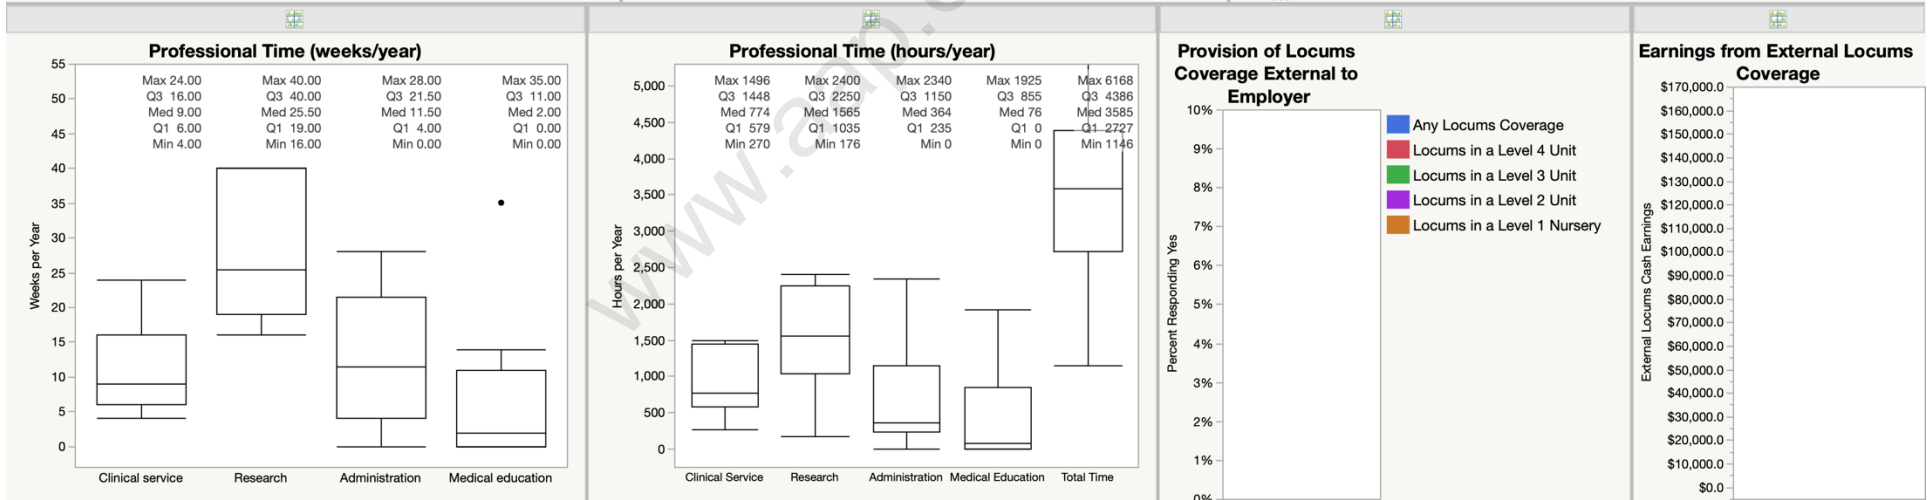 Professional Time (weeks/year)
55
50
45
40
35
30
25
20
15
10
5
0
Weeks per Year
Max 24.00
Q3 16.00
Med 9.00
Q1 6.00
Min 4.00
Max 40.00
Q3 40.00
Med 25.50
Q1 19.00
Min 16.00
Max 28.00
Q3 21.50
Med 11.50
Q1 4.00
Min 0.00
Max 35.00
Q3 11.00
Med 2.00
Q1 0.00
Min 0.00
Clinical service
Research
Administration
Medical education
Professional Time (hours/year)
5,000
4,500
4,000
3,500
3,000
2,500
2,000
1,500
1,000
500
0
Hours per Year
Max 1496
Q3 1448
Med 774
Q1 579
Min 270
Max 2400
Q3 2250
Med 1565
Q1 1035
Min 176
Max 2340
Q3 1150
Med 364
Q1 235
Min 0
Max 1925
Q3 855
Med 76
Q1 0
Min 0
Max 6168
Q3 4386
Med 3585
Q1 2727
Min 1146
Clinical Service
Research
Administration
Medical Education
Total Time
www.aap.
Provision of Locums
Coverage External to
Employer
10%
9%
8%
7%
6%
5%
4%
3%
2%
1%
0%
Percent Responding Yes
Any Locums Coverage
Locums in a Level 4 Unit
Locums in a Level 3 Unit
Locums in a Level 2 Unit
Locums in a Level 1 Nursery
Earnings from External Locums
Coverage
$170,000.0
$160,000.0
$150,000.0
$140,000.0
$130,000.0
$120,000.0
$110,000.0
$100,000.0
$90,000.0
$80,000.0
$70,000.0
$60,000.0
$50,000.0
$40,000.0
$30,000.0
$20,000.0
$10,000.0
$0.0
External Locums Cash Earnings